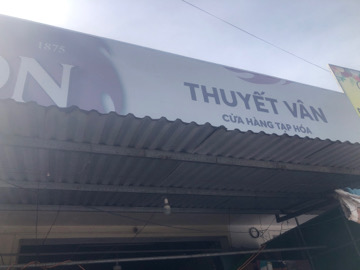 1875
ON
THUYẾT VÂN
CỬA HÀNG TẠP HÓA